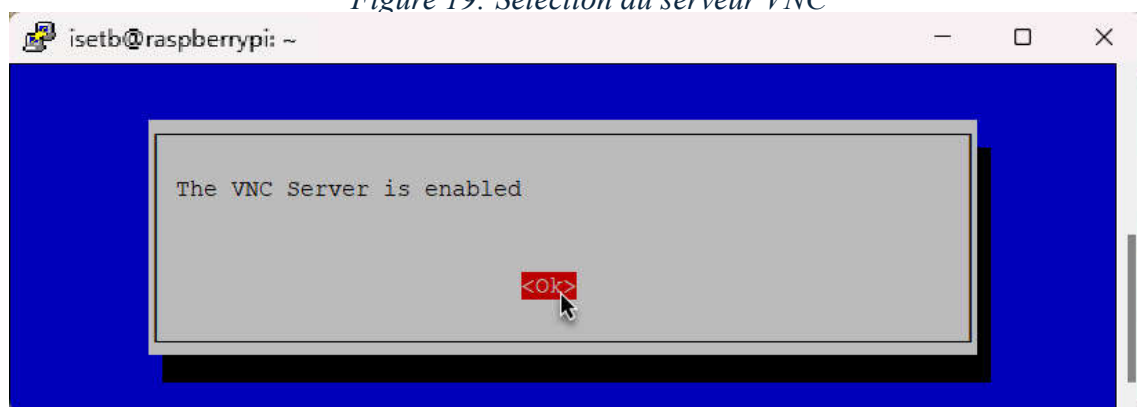 Figure 19: Sélection du serveur VNC
isetb@raspberrypi: ~
The VNC Server is enabled
<Ok>